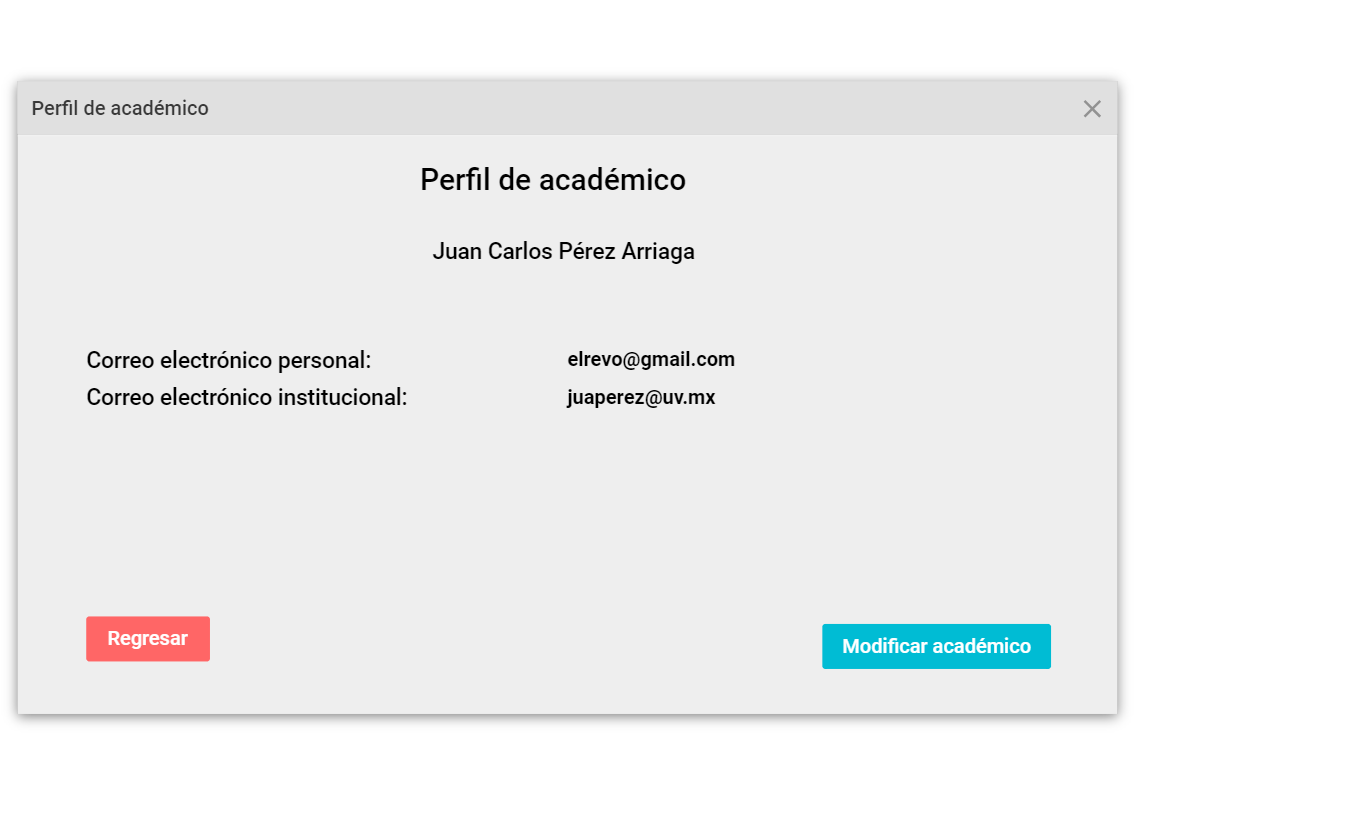 Perfil de académico
Perfil de académico
Juan Carlos Pérez Arriaga
Correo electrónico personal: elrevo@gmail.com
Correo electrónico institucional: juaperez@uv.mx
Regresar
Modificar académico